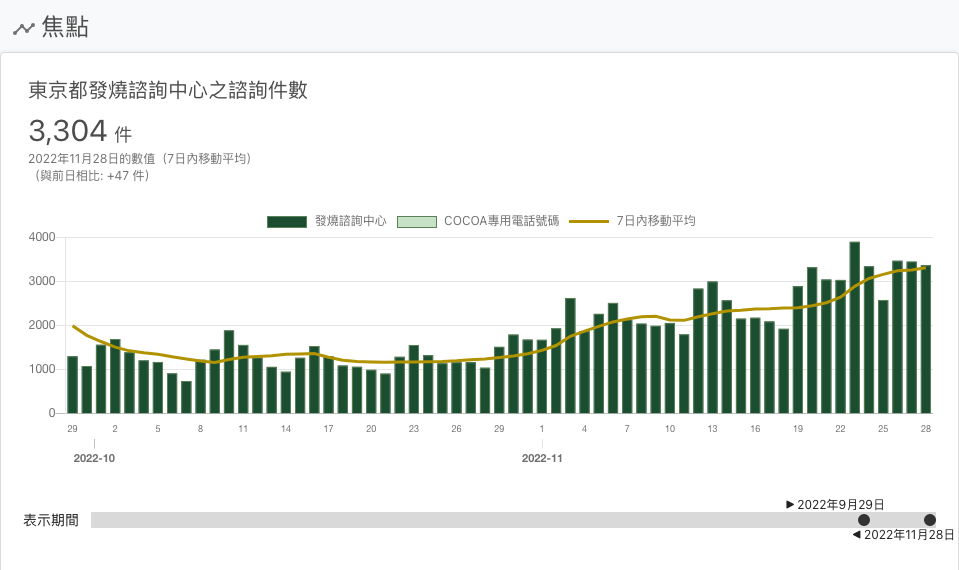 焦點
東京都發燒諮詢中心之諮詢件數
3,304 件
2022年11月28日的數值（7日內移動平均）
（與前日相比: +47 件）
發燒諮詢中心 COCOA專用電話號碼 7日內移動平均
4000
3000
2000
1000
0
29 2 5 8 11 14 17 20 23 26 29 1 4 7 10 13 16 19 22 25 28
2022-10 2022-11
▶ 2022年9月29日
表示期間
◀ 2022年11月28日